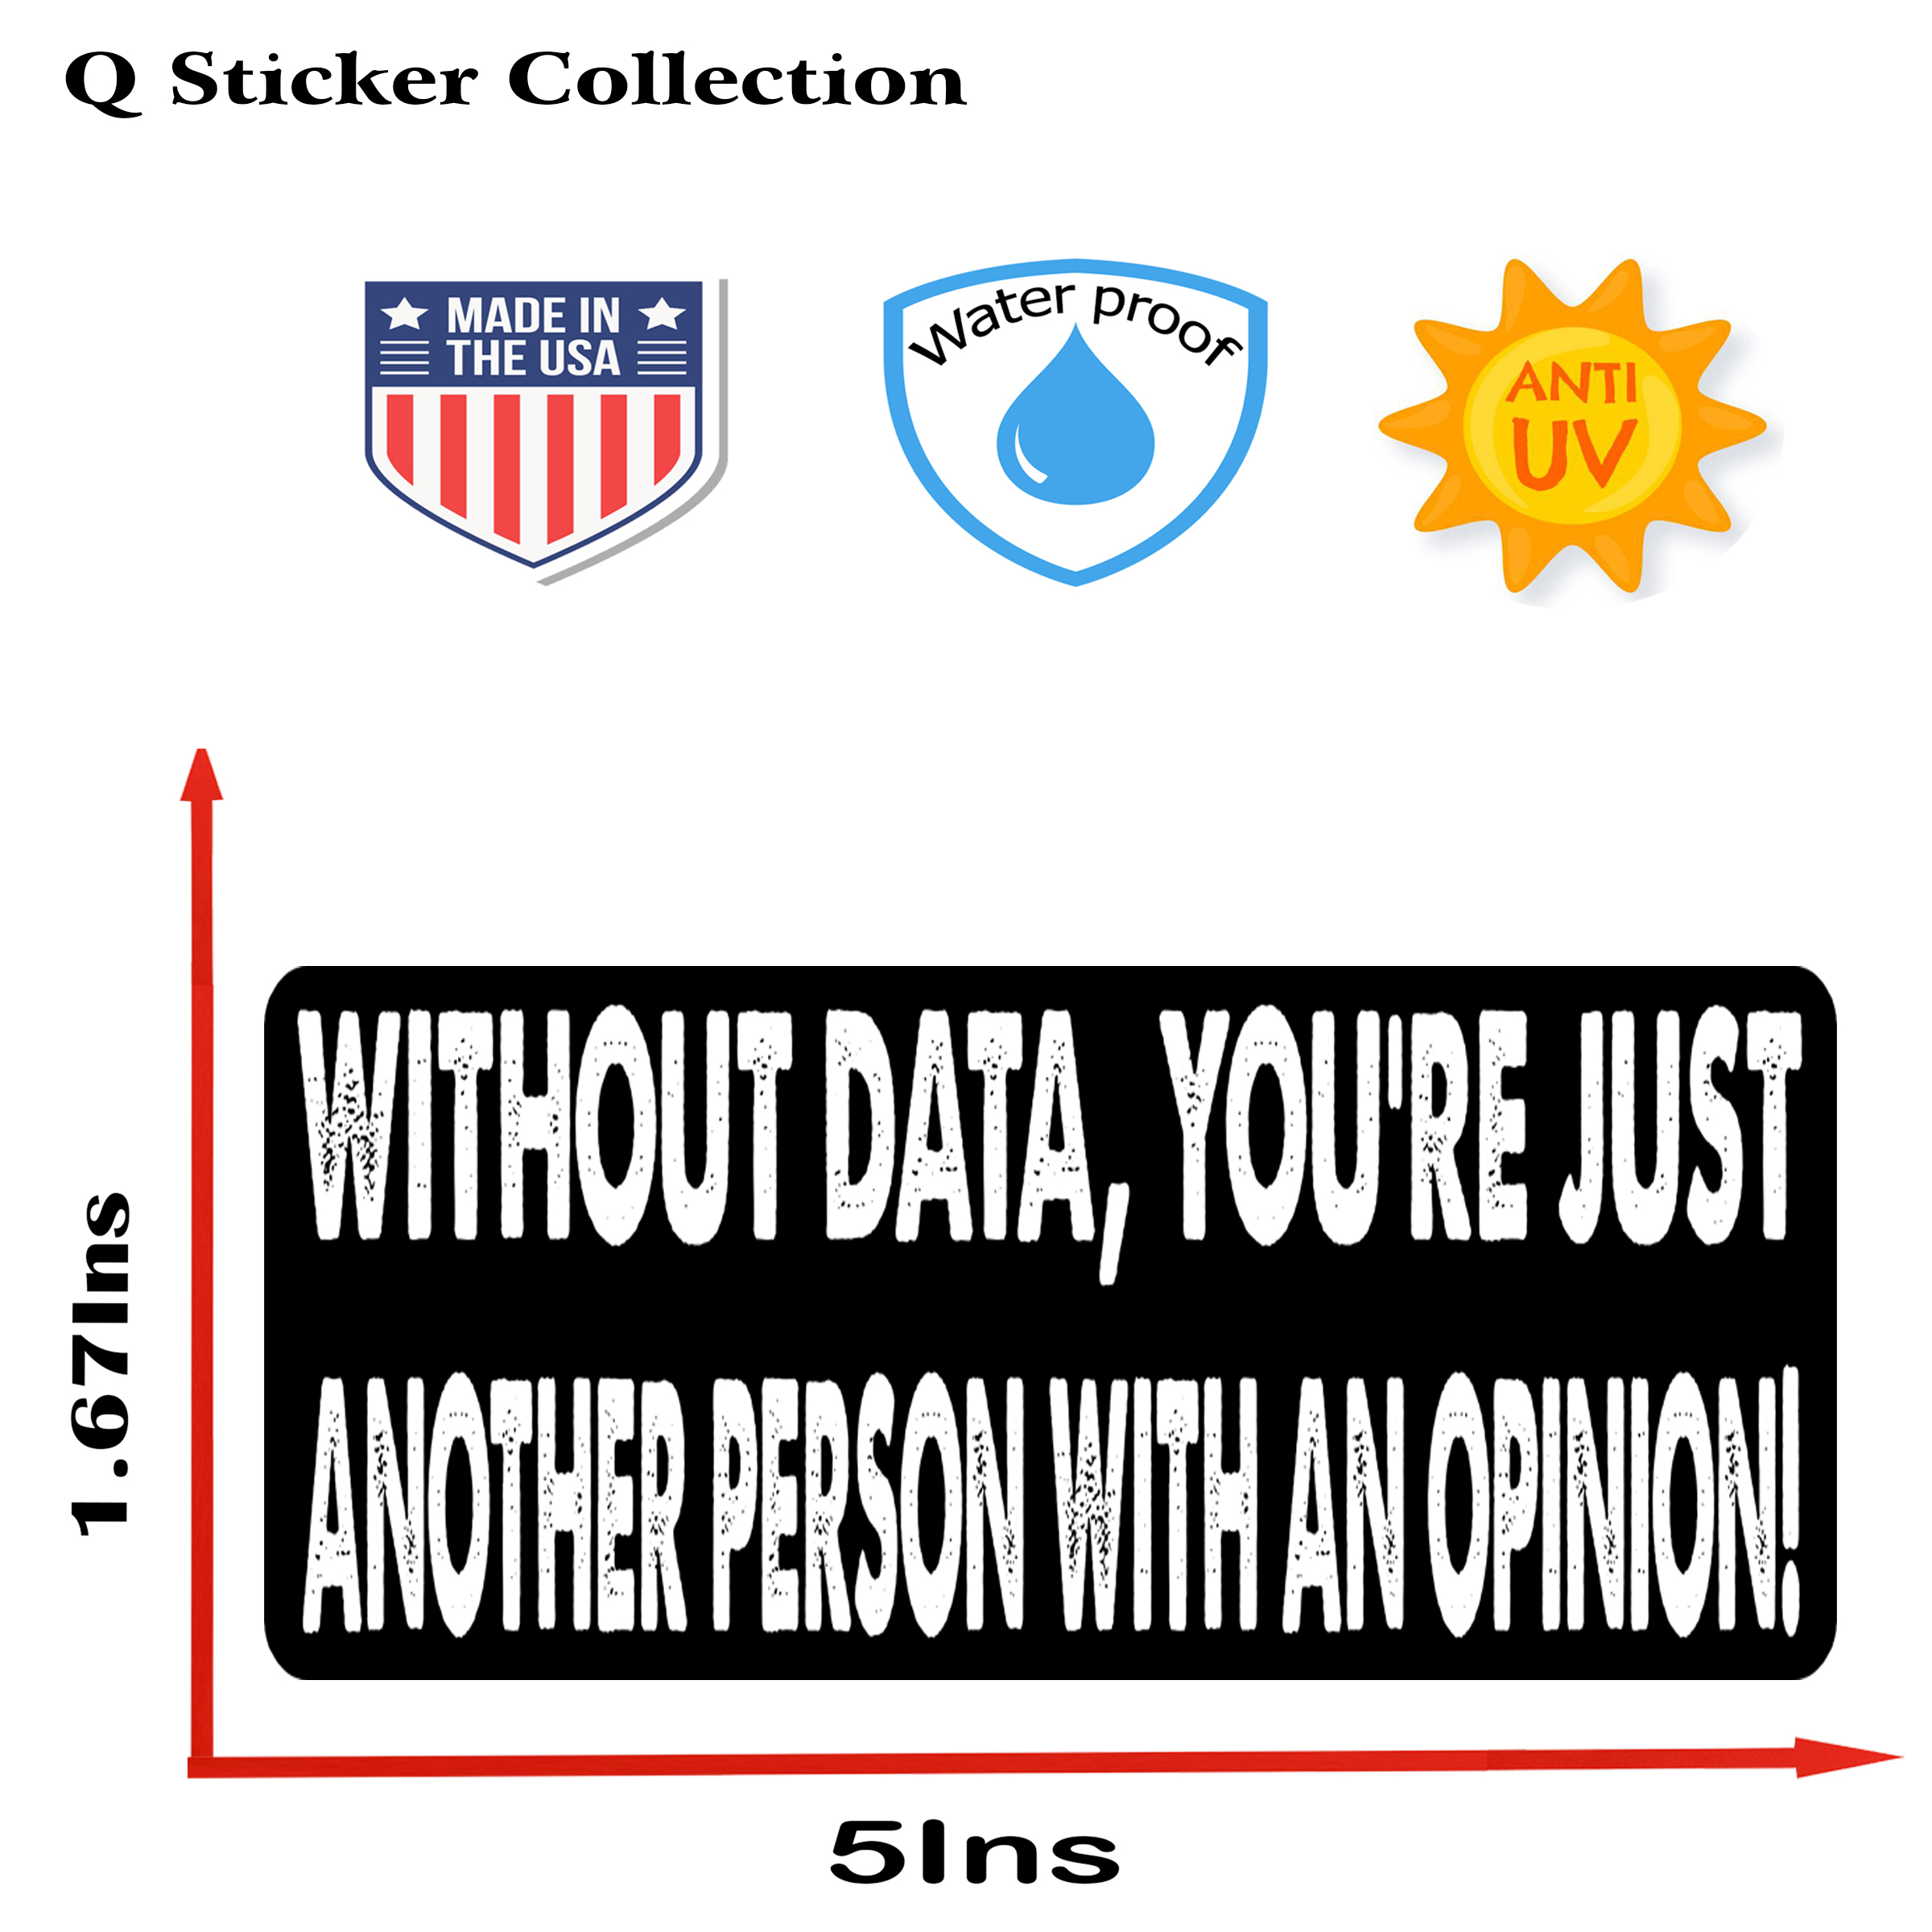 Q Sticker Collection
MADE IN
THE USA
Water proof
ANTI
UV
WITHOUT DATA, YOU'RE JUST
ANOTHER PERSON WITH AN OPINION!
1.67Ins
5Ins